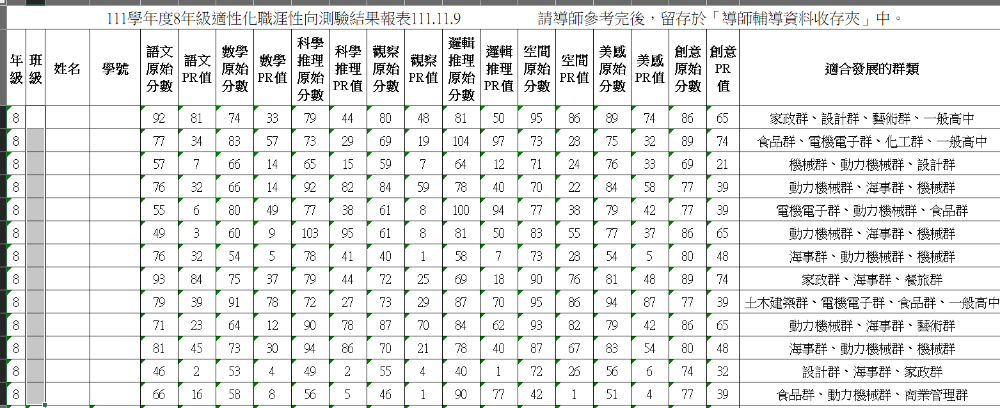 111學年度8年級適性化職涯性向測驗結果報表111.11.9 請導師參考完後，留存於「導師輔導資料收存夾」中。
年級 班級 姓名 學號 語文原始分數 語文PR值 數學原始分數 數學PR值 科學推理原始分數 科學推理PR值 觀察原始分數 觀察PR值 邏輯推理原始分數 邏輯推理PR值 空間原始分數 空間PR值 美感原始分數 美感PR值 創意原始分數 創意PR值 適合發展的群類
8 92 81 74 33 79 44 80 48 81 50 95 86 89 74 86 65 家政群、設計群、藝術群、一般高中
8 77 34 83 57 73 29 69 19 104 97 73 28 75 32 89 74 食品群、電機電子群、化工群、一般高中
8 57 7 66 14 65 15 59 7 64 12 71 24 76 33 69 21 機械群、動力機械群、設計群
8 76 32 66 14 92 82 84 59 78 40 70 22 84 58 77 39 動力機械群、海事群、機械群
8 55 6 80 49 77 38 61 8 100 94 77 38 79 42 77 39 電機電子群、動力機械群、食品群
8 49 3 60 9 103 95 61 8 81 50 83 55 77 37 86 65 動力機械群、海事群、機械群
8 76 32 54 5 78 41 40 1 58 7 73 28 54 5 80 48 海事群、動力機械群、機械群
8 93 84 75 37 79 44 72 25 69 18 90 76 81 48 89 74 家政群、海事群、餐旅群
8 79 39 91 78 72 27 73 29 87 70 95 86 94 87 77 39 土木建築群、電機電子群、食品群、一般高中
8 71 23 64 12 90 78 87 70 84 62 93 82 79 42 86 65 動力機械群、海事群、藝術群
8 81 45 73 30 94 86 70 21 78 40 87 67 83 54 80 48 海事群、動力機械群、機械群
8 46 2 53 4 49 2 55 4 40 1 72 26 56 6 74 32 設計群、海事群、家政群
8 66 16 58 8 56 5 46 1 90 77 42 1 51 4 77 39 食品群、動力機械群、商業管理群